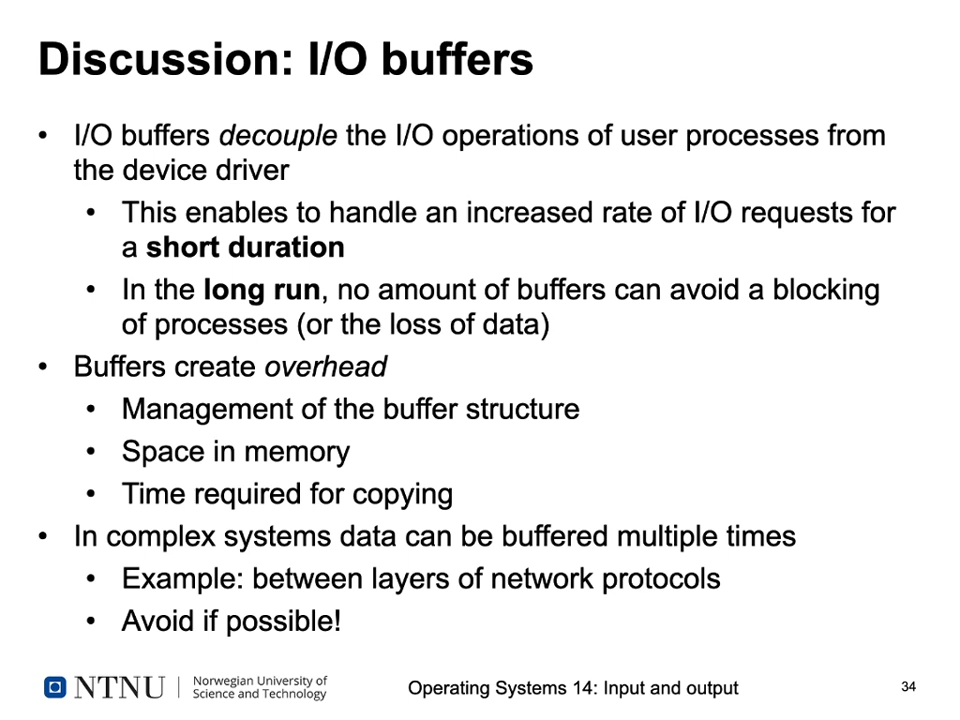 Discussion: I/O buffers
• I/O buffers decouple the I/O operations of user processes from
the device driver
• This enables to handle an increased rate of I/O requests for
a short duration
• In the long run, no amount of buffers can avoid a blocking
of processes (or the loss of data)
• Buffers create overhead
• Management of the buffer structure
• Space in memory
• Time required for copying
• In complex systems data can be buffered multiple times
• Example: between layers of network protocols
• Avoid if possible!
NTNU
Norwegian University of
Science and Technology
Operating Systems 14: Input and output
34